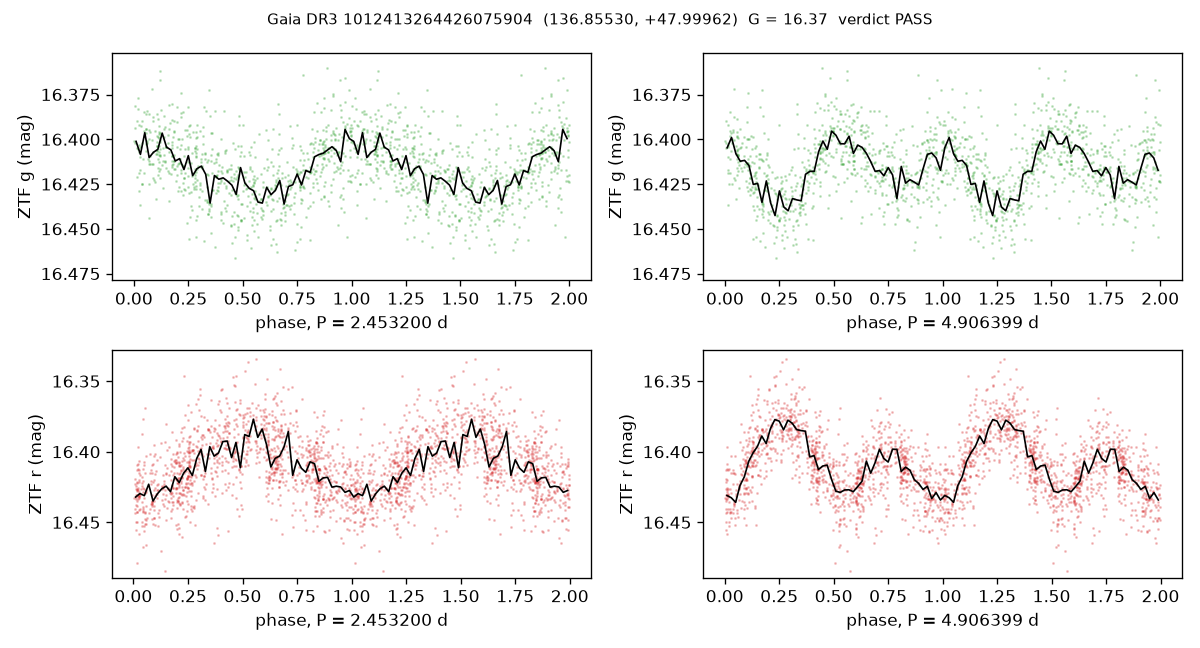 Gaia DR3 1012413264426075904  (136.85530, +47.99962)  G = 16.37  verdict PASS
ZTF g (mag)
16.375
16.400
16.425
16.450
16.475
0.00 0.25 0.50 0.75 1.00 1.25 1.50 1.75 2.00
phase, P = 2.453200 d
ZTF g (mag)
16.375
16.400
16.425
16.450
16.475
0.00 0.25 0.50 0.75 1.00 1.25 1.50 1.75 2.00
phase, P = 4.906399 d
ZTF r (mag)
16.35
16.40
16.45
0.00 0.25 0.50 0.75 1.00 1.25 1.50 1.75 2.00
phase, P = 2.453200 d
ZTF r (mag)
16.35
16.40
16.45
0.00 0.25 0.50 0.75 1.00 1.25 1.50 1.75 2.00
phase, P = 4.906399 d